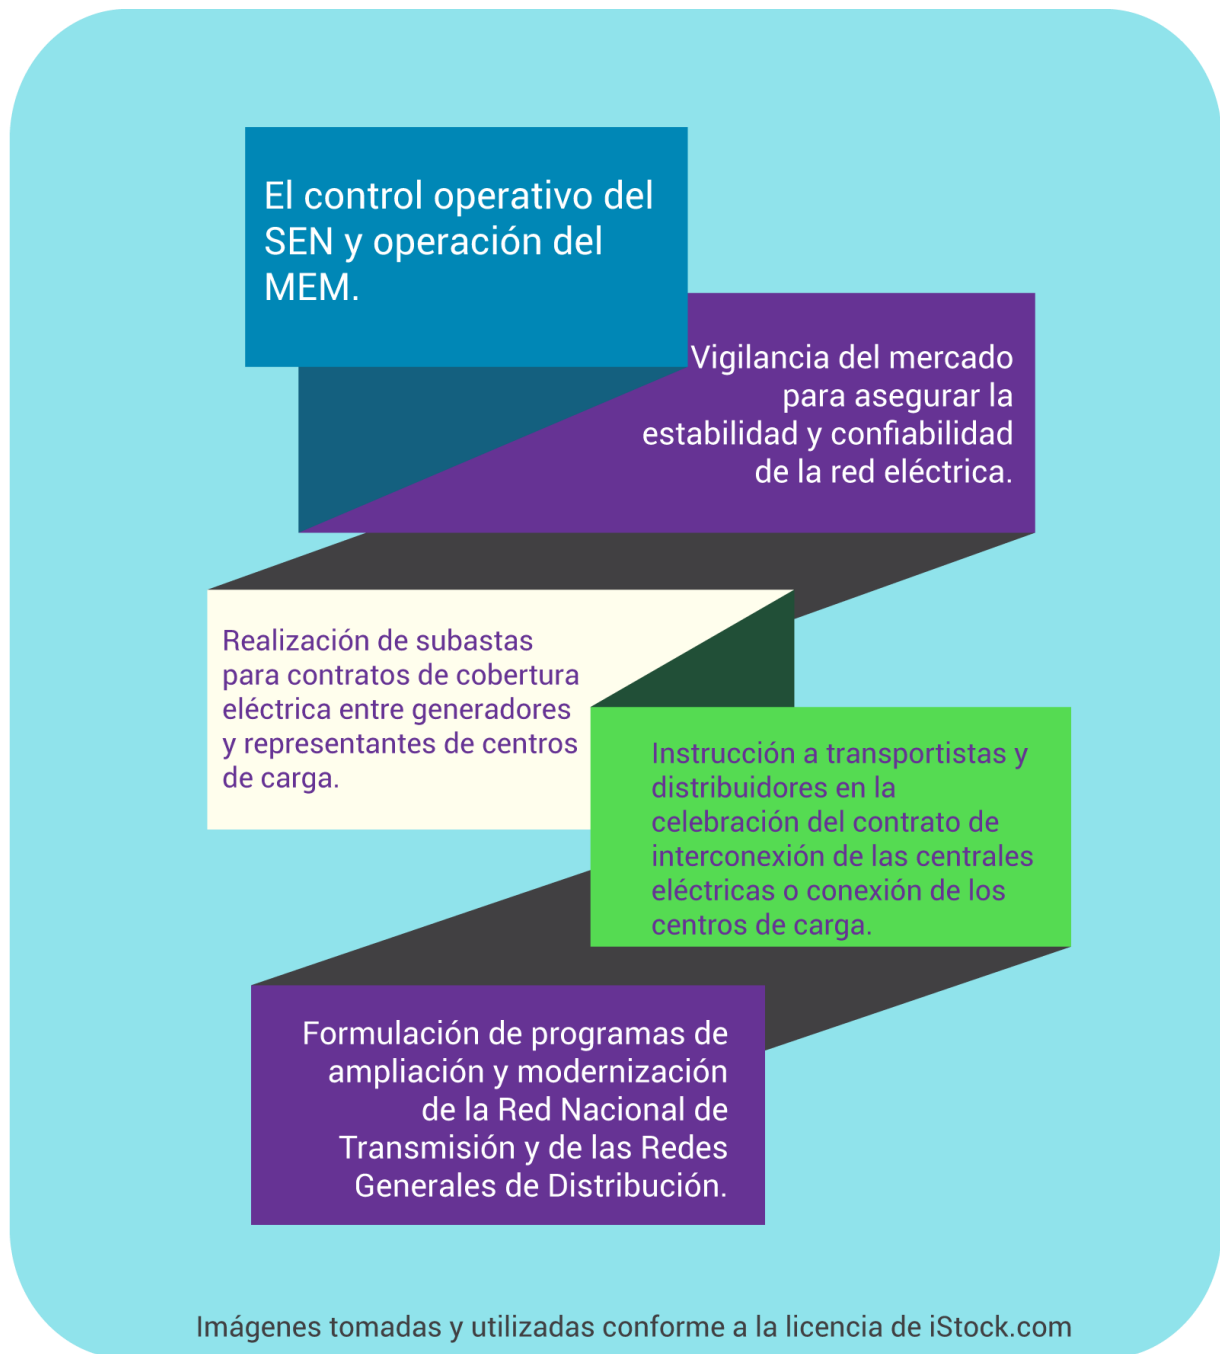 El control operativo del
SEN y operación del
MEM.
Vigilancia del mercado
para asegurar la
estabilidad y confiabilidad
de la red eléctrica.
Realización de subastas
para contratos de cobertura
eléctrica entre generadores
y representantes de centros
de carga.
Instrucción a transportistas y
distribuidores en la
celebración del contrato de
interconexión de las centrales
eléctricas o conexión de los
centros de carga.
Formulación de programas de
ampliación y modernización
de la Red Nacional de
Transmisión y de las Redes
Generales de Distribución.
Imágenes tomadas y utilizadas conforme a la licencia de iStock.com